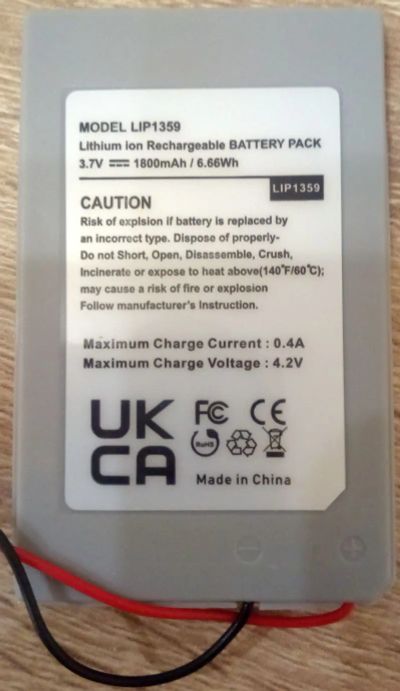 MODEL LIP1359
Lithium ion Rechargeable BATTERY PACK
3.7V 1800mAh / 6.66Wh
LIP1359
CAUTION
Risk of explsion if battery is replaced by
an incorrect type. Dispose of properly-
Do not Short, Open, Disassemble, Crush,
Incinerate or expose to heat above(140°F/60°C);
may cause a risk of fire or explosion
Follow manufacturer's Instruction.
Maximum Charge Current : 0.4A
Maximum Charge Voltage : 4.2V
UK
CA
FC CE
RoHS
Made in China
- +